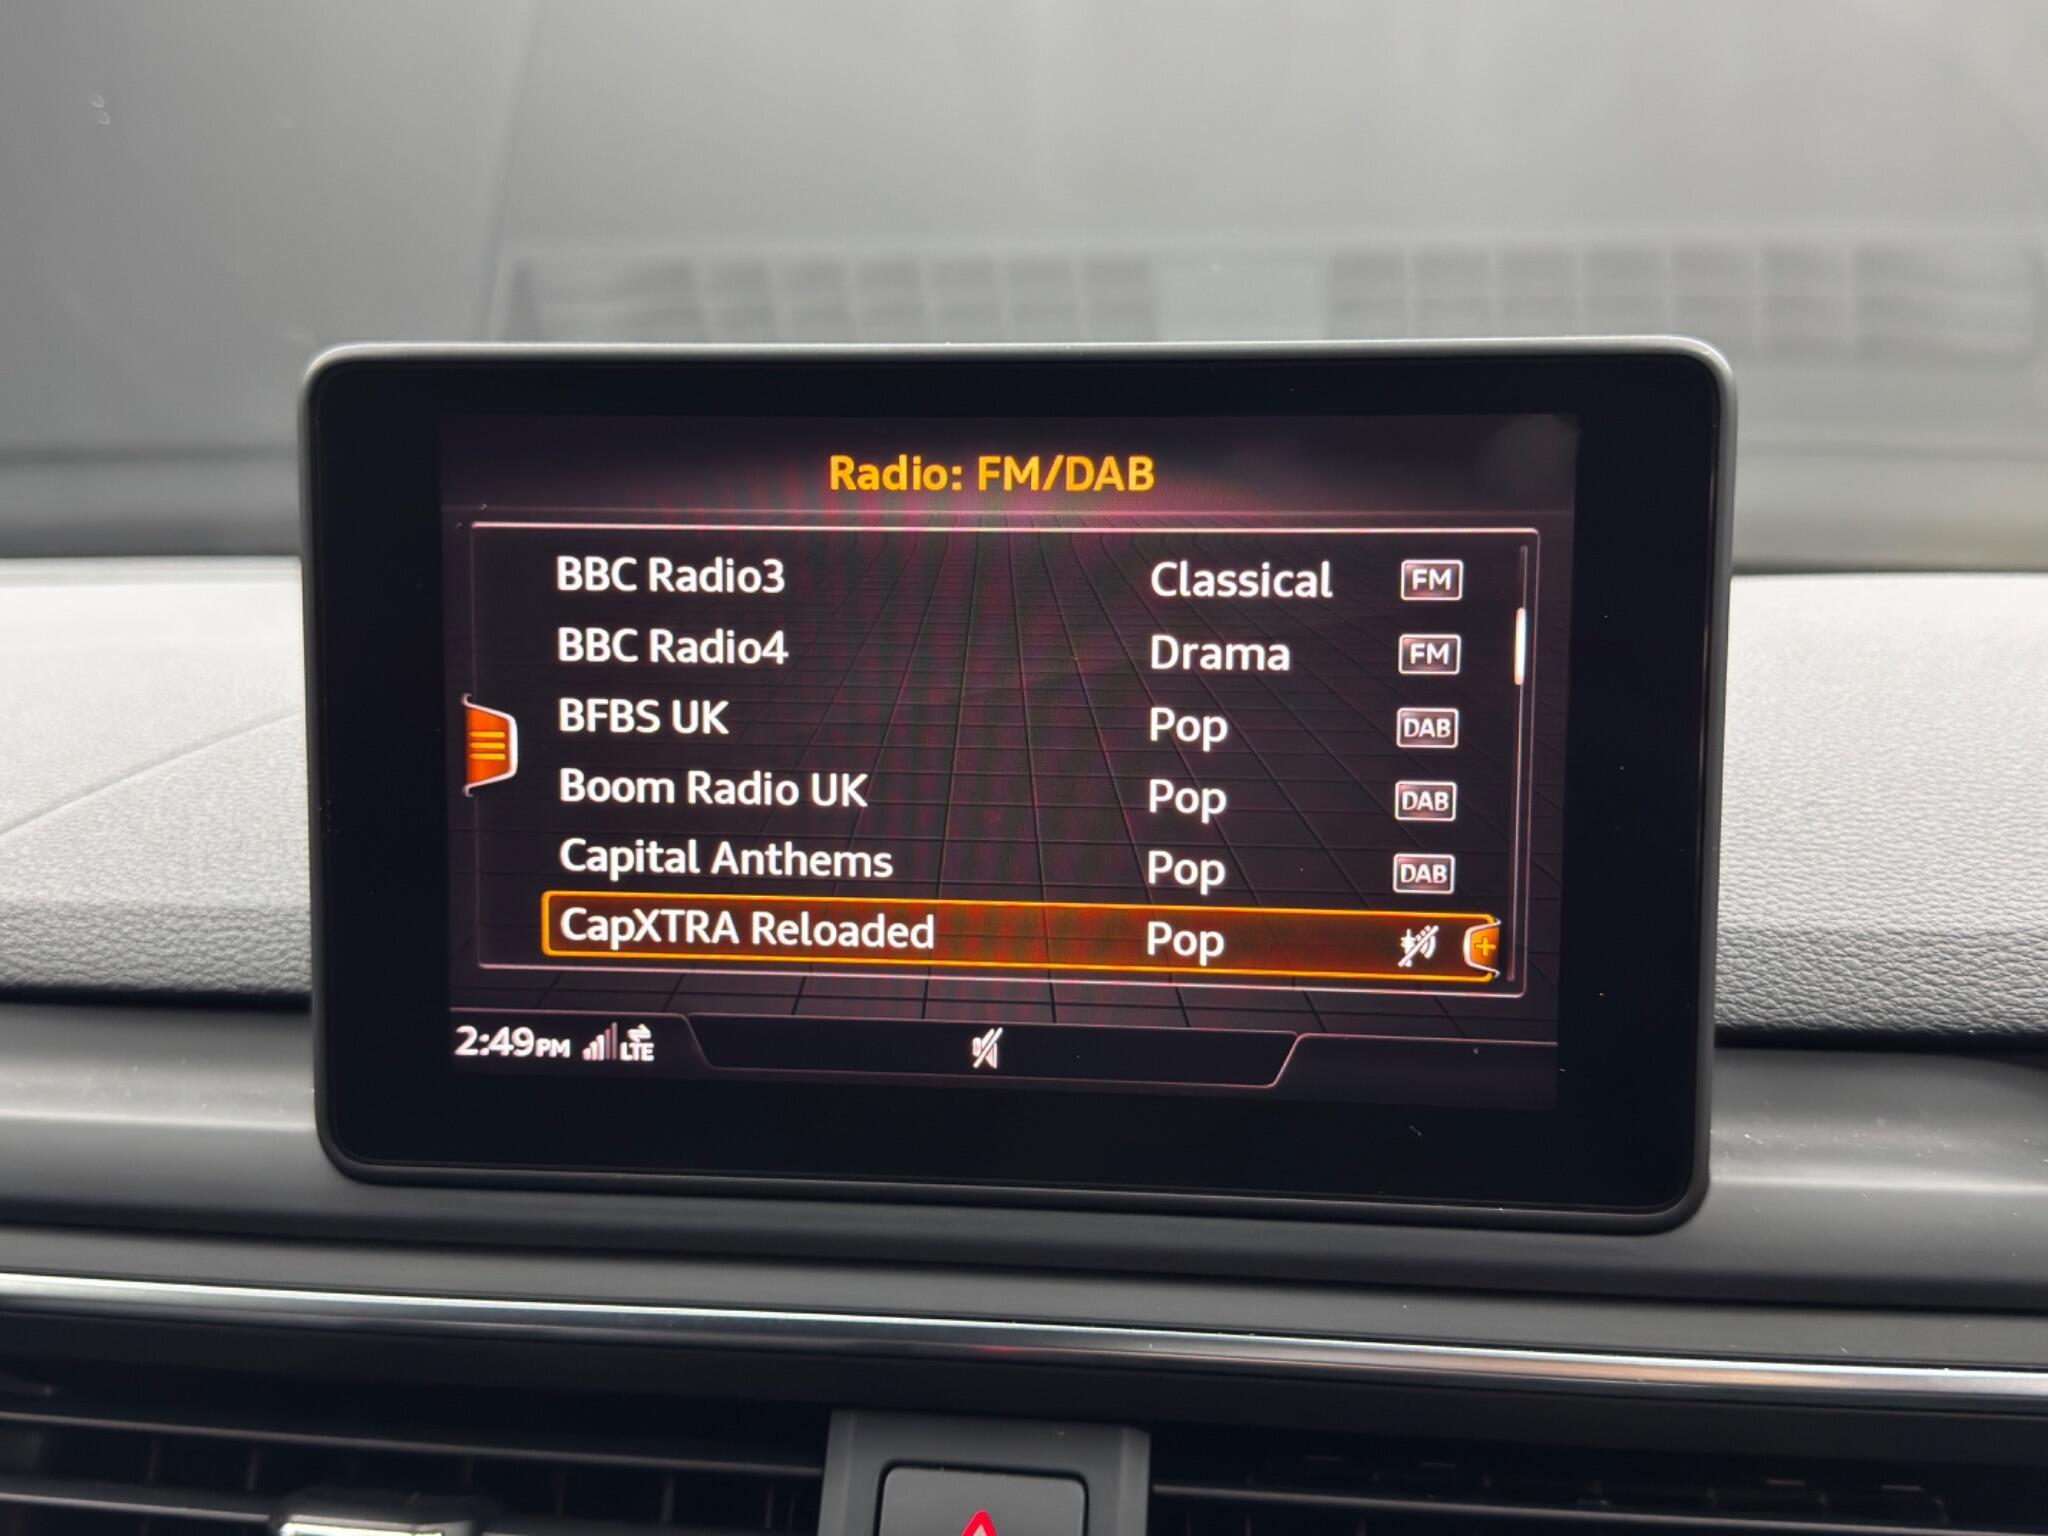 Radio: FM/DAB
BBC Radio3 Classical FM
BBC Radio4 Drama FM
BFBS UK Pop DAB
Boom Radio UK Pop DAB
Capital Anthems Pop DAB
CapXTRA Reloaded Pop
2:49PM LTE